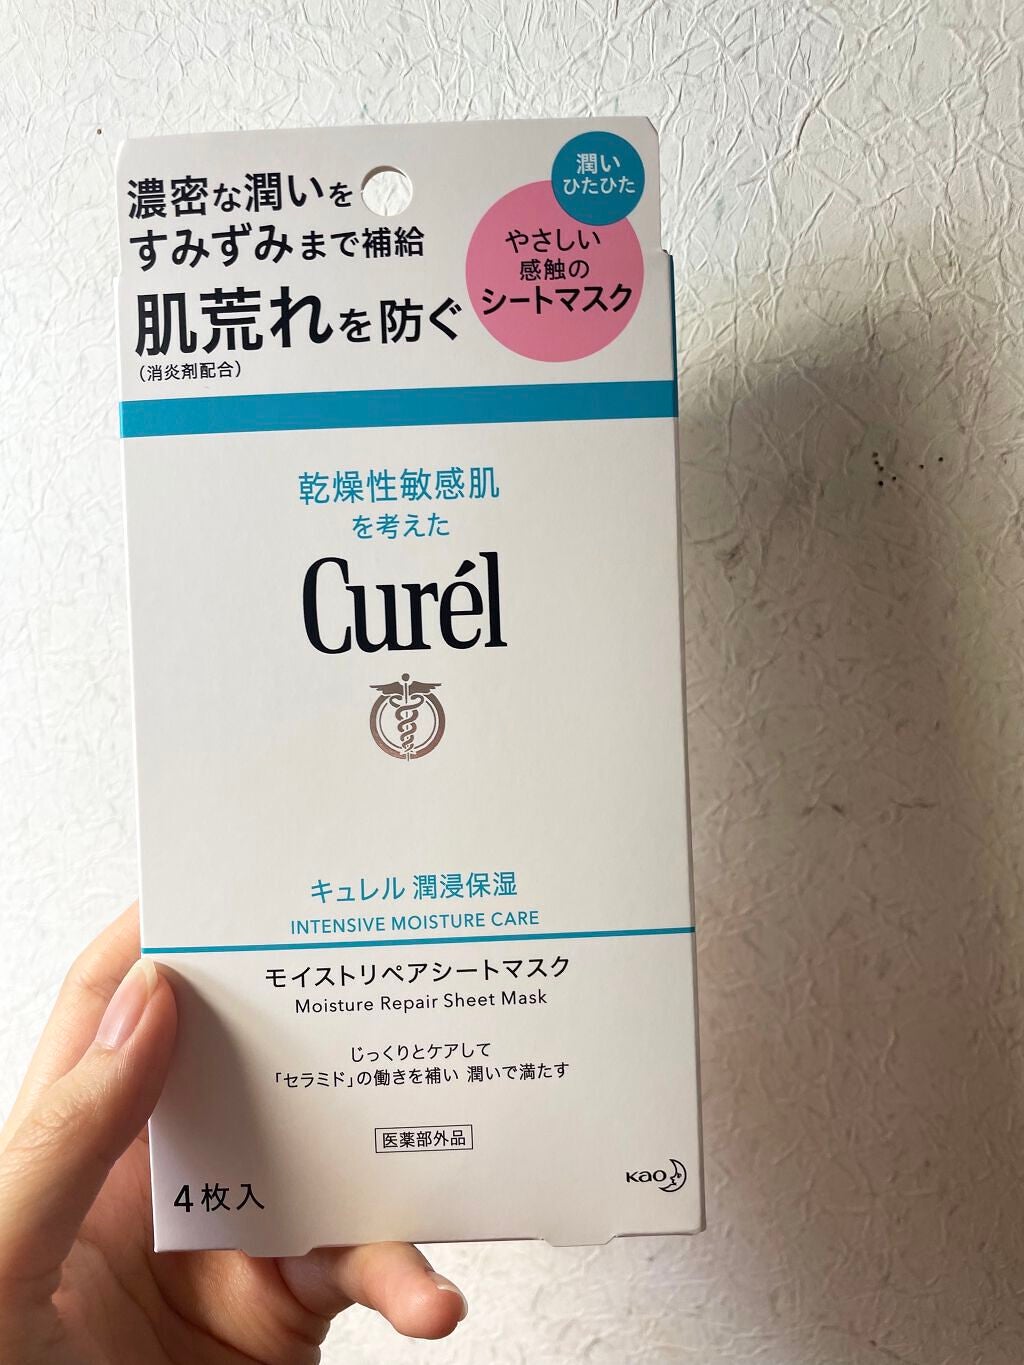 濃密な潤いを
すみずみまで補給
肌荒れを防ぐ
(消炎剤配合)
潤い
ひたひた
やさしい
感触の
シートマスク
乾燥性敏感肌
を考えた
Curél
キュレル 潤浸保湿
INTENSIVE MOISTURE CARE
モイストリペアシートマスク
Moisture Repair Sheet Mask
じっくりとケアして
「セラミド」の働きを補い 潤いで満たす
医薬部外品
4枚入
Kao